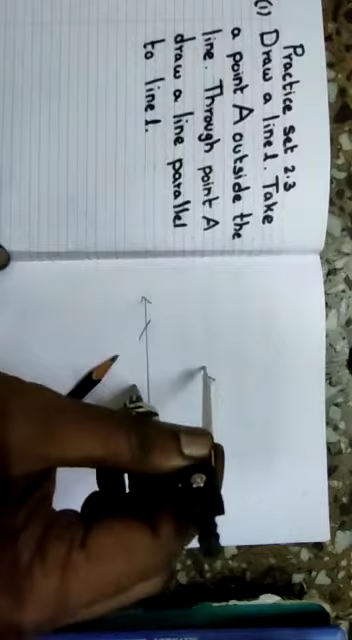 Practice set 2.3
(1) Draw a line l. Take
a point A outside the
line. Through point A
draw a line parallel
to line l.